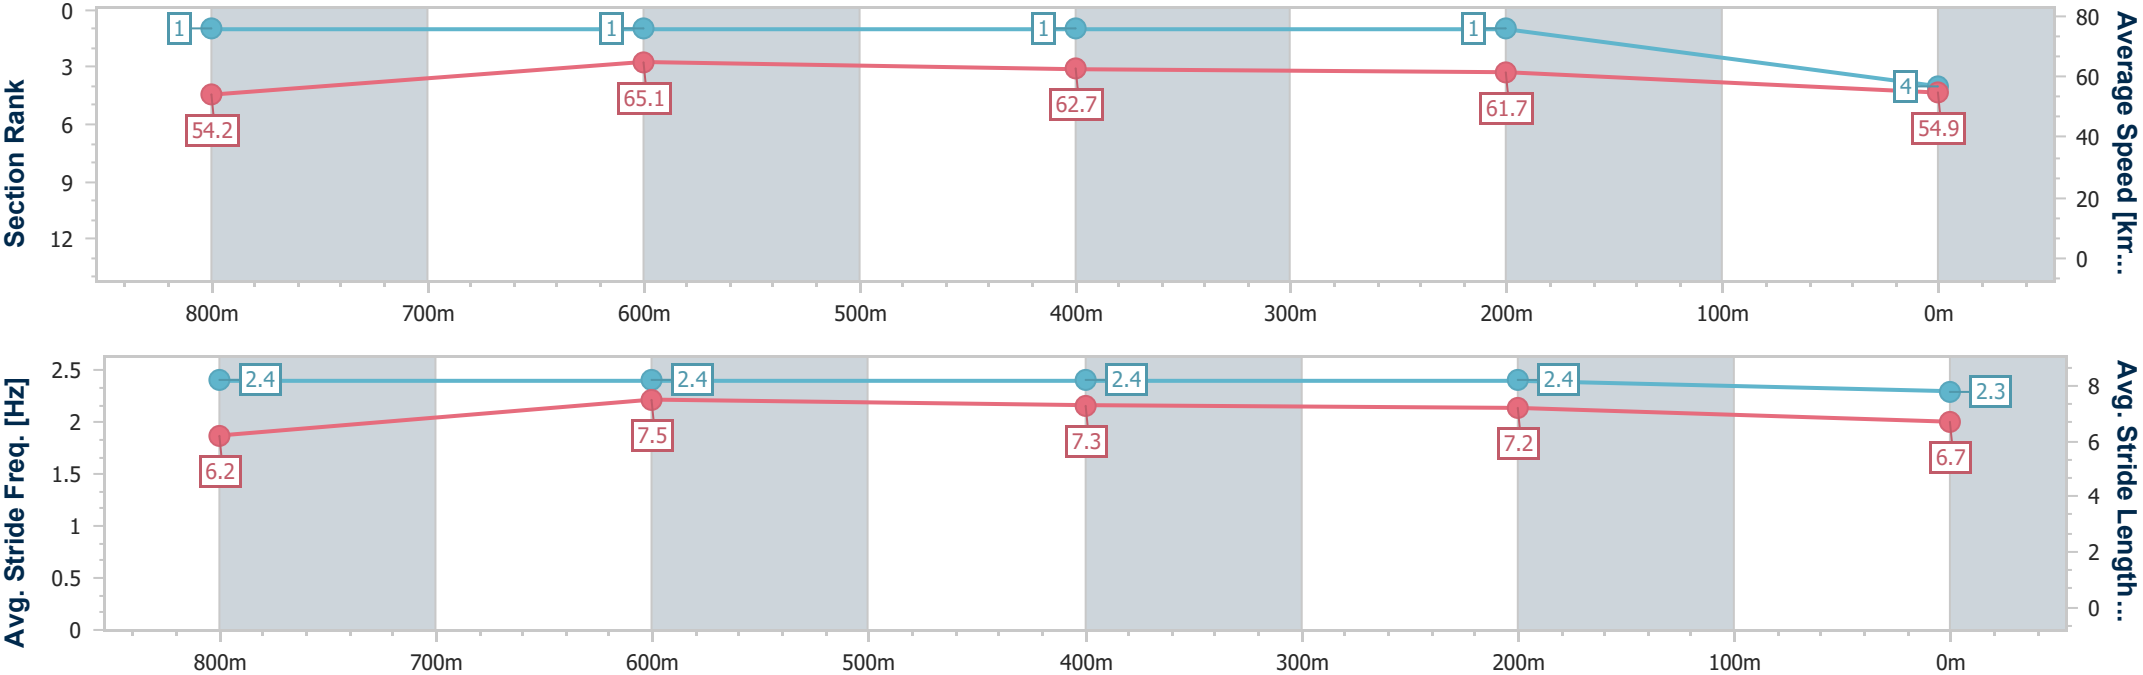 Section Rank
0
3
6
9
12
1
1
1
1
4
54.2
65.1
62.7
61.7
54.9
80
60
40
20
0
Average Speed [km...
800m
700m
600m
500m
400m
300m
200m
100m
0m
Avg. Stride Freq. [Hz]
2.5
2
1.5
1
0.5
0
2.4
2.4
2.4
2.4
2.3
6.2
7.5
7.3
7.2
6.7
8
6
4
2
0
Avg. Stride Length...
800m
700m
600m
500m
400m
300m
200m
100m
0m